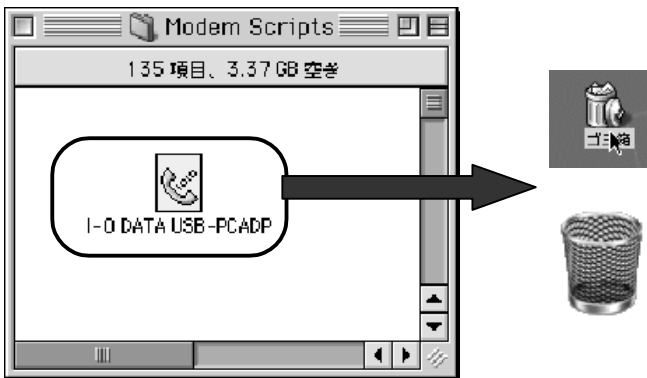 Modem Scripts
135 項目、3.37 GB 空き
I-O DATA USB-PCADP
ゴミ箱